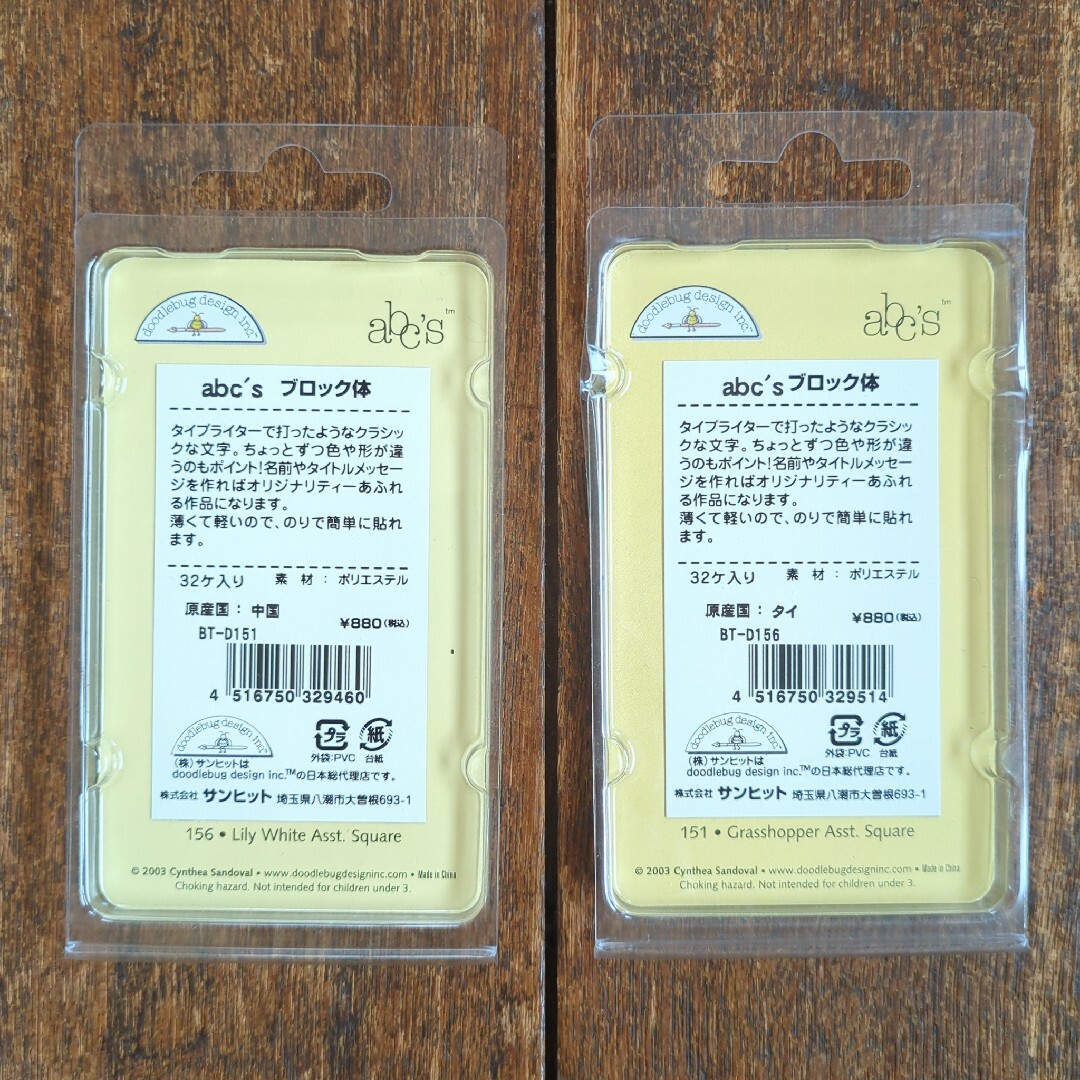 doodlebug design inc.™
abc's™
abc's ブロック体
タイプライターで打ったようなクラシッ
クな文字。ちょっとずつ色や形が違
うのもポイント!名前やタイトルメッセー
ジを作ればオリジナリティーあふれ
る作品になります。
薄くて軽いので、のりで簡単に貼れ
ます。
32ケ入り 素材：ポリエステル
原産国：中国
¥880(税込)
BT-D151
4 516750 329460
doodlebug design inc.™
プラ 紙
外袋:PVC 台紙
(株)サンヒットは
doodlebug design inc.™の日本総代理店です。
株式会社 サンヒット 埼玉県八潮市大曽根693-1
156 • Lily White Asst. Square
© 2003 Cynthea Sandoval • www.doodlebugdesigninc.com • Made in China
Choking hazard. Not intended for children under 3.
doodlebug design inc.™
abc's™
abc's ブロック体
タイプライターで打ったようなクラシッ
クな文字。ちょっとずつ色や形が違
うのもポイント!名前やタイトルメッセー
ジを作ればオリジナリティーあふれ
る作品になります。
薄くて軽いので、のりで簡単に貼れ
ます。
32ケ入り 素材：ポリエステル
原産国：タイ
¥880(税込)
BT-D156
4 516750 329514
doodlebug design inc.™
プラ 紙
外袋:PVC 台紙
(株)サンヒットは
doodlebug design inc.™の日本総代理店です。
株式会社 サンヒット 埼玉県八潮市大曽根693-1
151 • Grasshopper Asst. Square
© 2003 Cynthea Sandoval • www.doodlebugdesigninc.com • Made in China
Choking hazard. Not intended for children under 3.